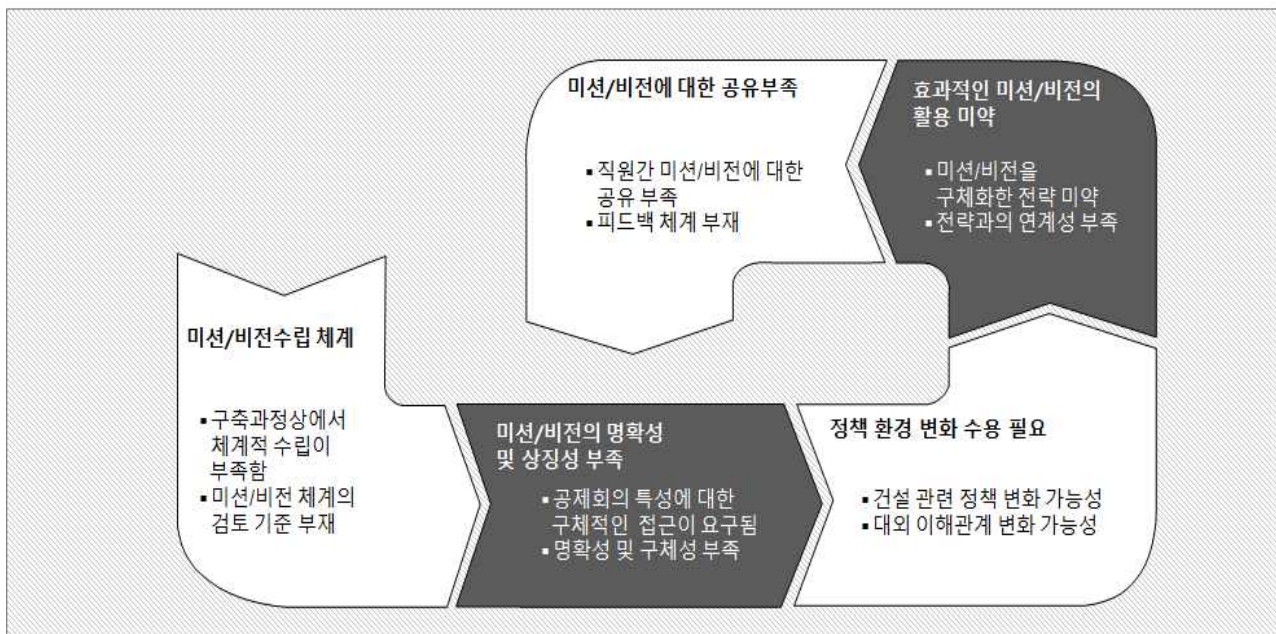 미션/비전수립 체계
▪ 구축과정상에서
체계적 수립이
부족함
▪ 미션/비전 체계의
검토 기준 부재
미션/비전의 명확성
및 상징성 부족
▪ 공제회의 특성에 대한
구체적인 접근이 요구됨
▪ 명확성 및 구체성 부족
정책 환경 변화 수용 필요
▪ 건설 관련 정책 변화 가능성
▪ 대외 이해관계 변화 가능성
효과적인 미션/비전의
활용 미약
▪ 미션/비전을
구체화한 전략 미약
▪ 전략과의 연계성 부족
미션/비전에 대한 공유부족
▪ 직원간 미션/비전에 대한
공유 부족
▪ 피드백 체계 부재